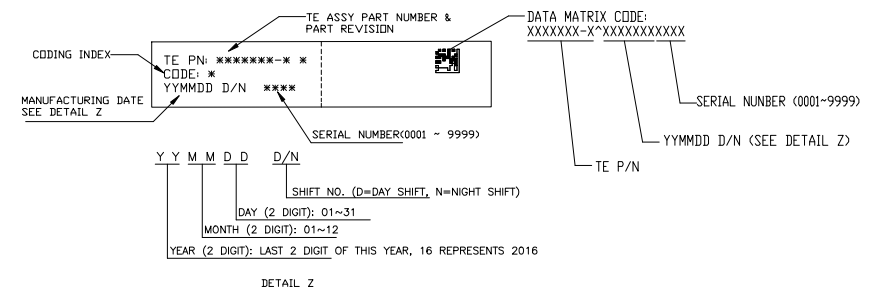 TE ASSY PART NUMBER &
PART REVISION
CODING INDEX
TE PN: *******-* *
CODE: *
YYMMDD D/N ****
MANUFACTURING DATE
SEE DETAIL Z
SERIAL NUMBER(0001 ~ 9999)
DATA MATRIX CODE:
XXXXXXX-X^XXXXXXXXXXX
SERIAL NUNBER (0001~9999)
YYMMDD D/N (SEE DETAIL Z)
TE P/N
Y Y M M D D D/N
SHIFT NO. (D=DAY SHIFT, N=NIGHT SHIFT)
DAY (2 DIGIT): 01~31
MONTH (2 DIGIT): 01~12
YEAR (2 DIGIT): LAST 2 DIGIT OF THIS YEAR, 16 REPRESENTS 2016
DETAIL Z